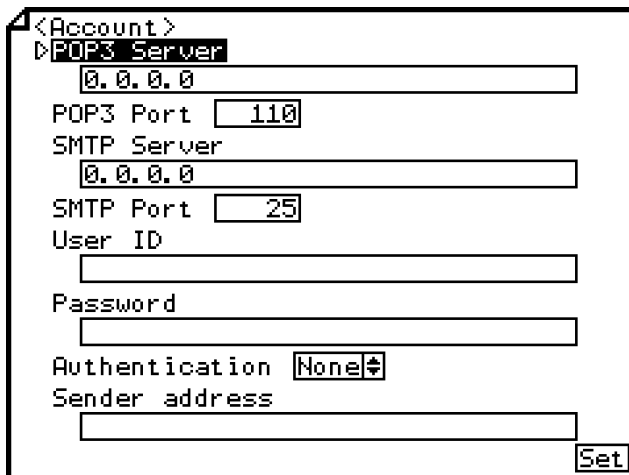 <Account>
POP3 Server
0.0.0.0
POP3 Port 110
SMTP Server
0.0.0.0
SMTP Port 25
User ID
Password
Authentication None
Sender address
Set